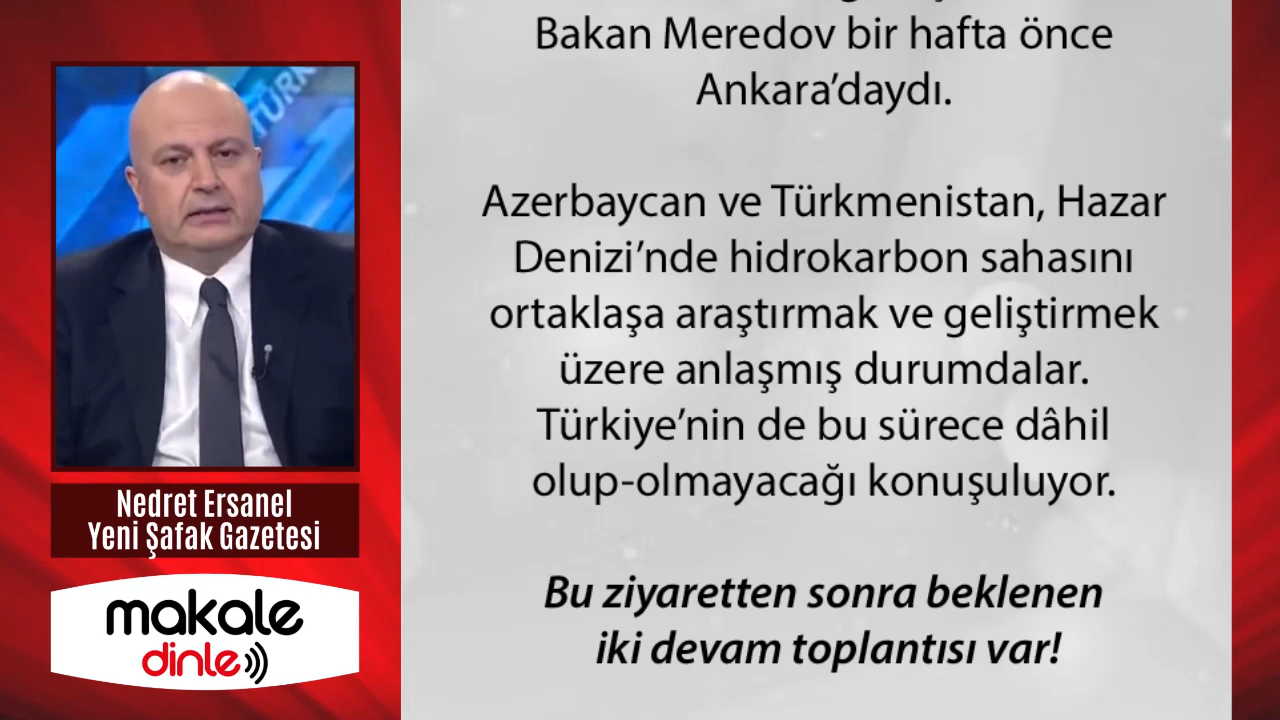 Bakan Meredov bir hafta önce
Ankara’daydı.
Azerbaycan ve Türkmenistan, Hazar
Denizi’nde hidrokarbon sahasını
ortaklaşa araştırmak ve geliştirmek
üzere anlaşmış durumdalar.
Türkiye’nin de bu sürece dâhil
olup-olmayacağı konuşuluyor.
Bu ziyaretten sonra beklenen
iki devam toplantısı var!
TÜRK
Nedret Ersanel
Yeni Şafak Gazetesi
makale
dinle